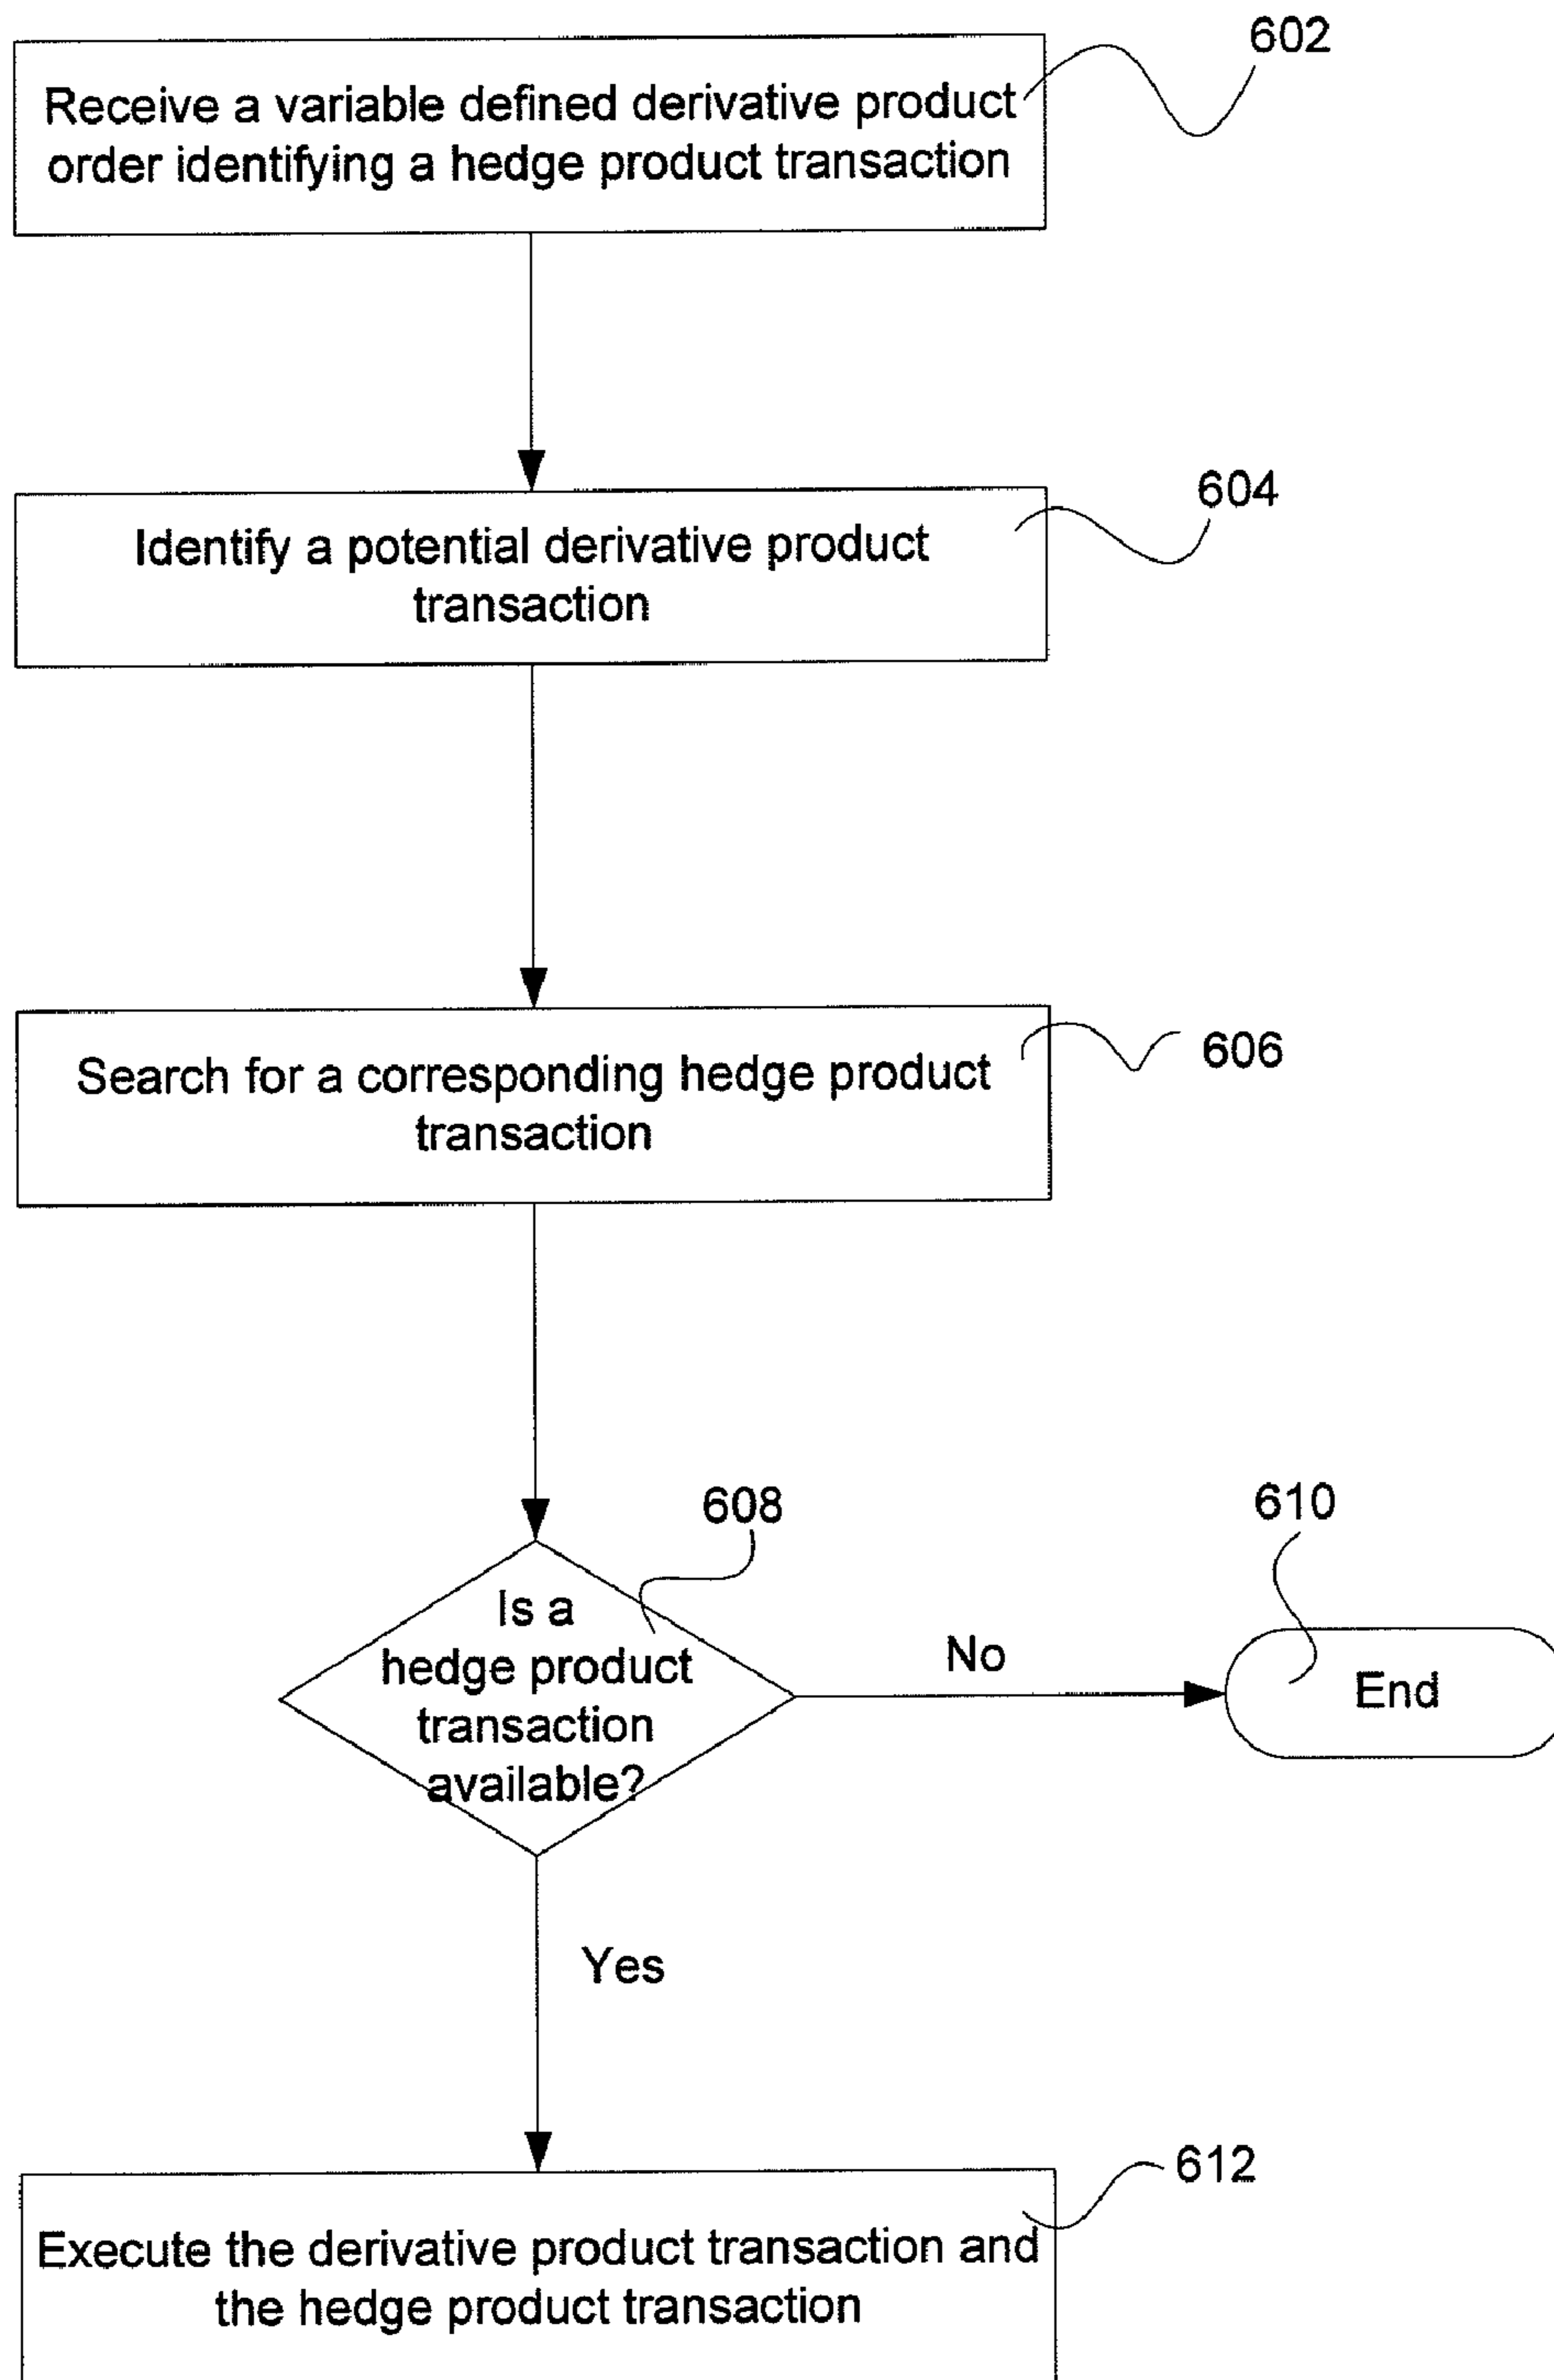 602
Receive a variable defined derivative product
order identifying a hedge product transaction
604
Identify a potential derivative product
transaction
606
Search for a corresponding hedge product
transaction
608
610
Is a
hedge product
transaction
available?
No
End
Yes
612
Execute the derivative product transaction and
the hedge product transaction